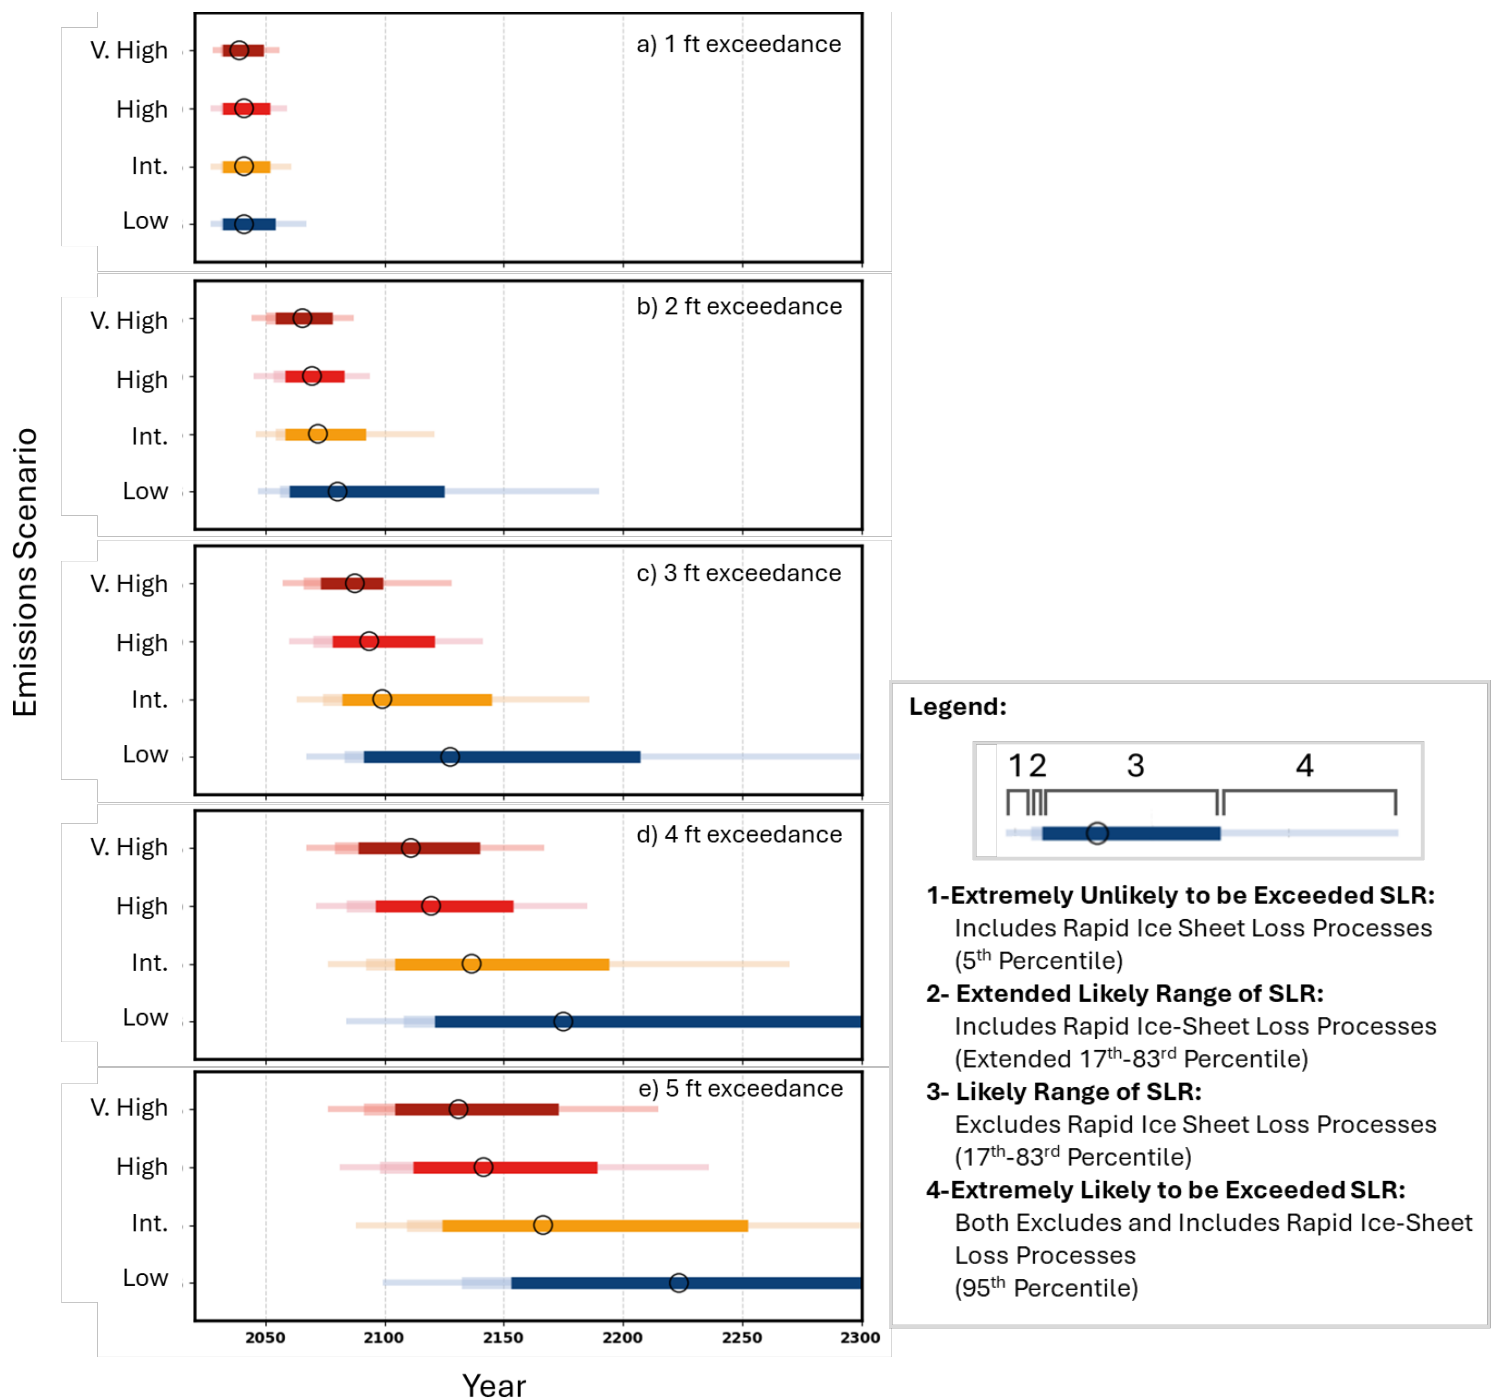 Emissions Scenario
a) 1 ft exceedance
V. High
High
Int.
Low
b) 2 ft exceedance
V. High
High
Int.
Low
c) 3 ft exceedance
V. High
High
Int.
Low
d) 4 ft exceedance
V. High
High
Int.
Low
e) 5 ft exceedance
V. High
High
Int.
Low
2050 2100 2150 2200 2250 2300
Year
Legend:
1 2 3 4
1-Extremely Unlikely to be Exceeded SLR:
Includes Rapid Ice Sheet Loss Processes
(5th Percentile)
2- Extended Likely Range of SLR:
Includes Rapid Ice-Sheet Loss Processes
(Extended 17th-83rd Percentile)
3- Likely Range of SLR:
Excludes Rapid Ice Sheet Loss Processes
(17th-83rd Percentile)
4-Extremely Likely to be Exceeded SLR:
Both Excludes and Includes Rapid Ice-Sheet
Loss Processes
(95th Percentile)